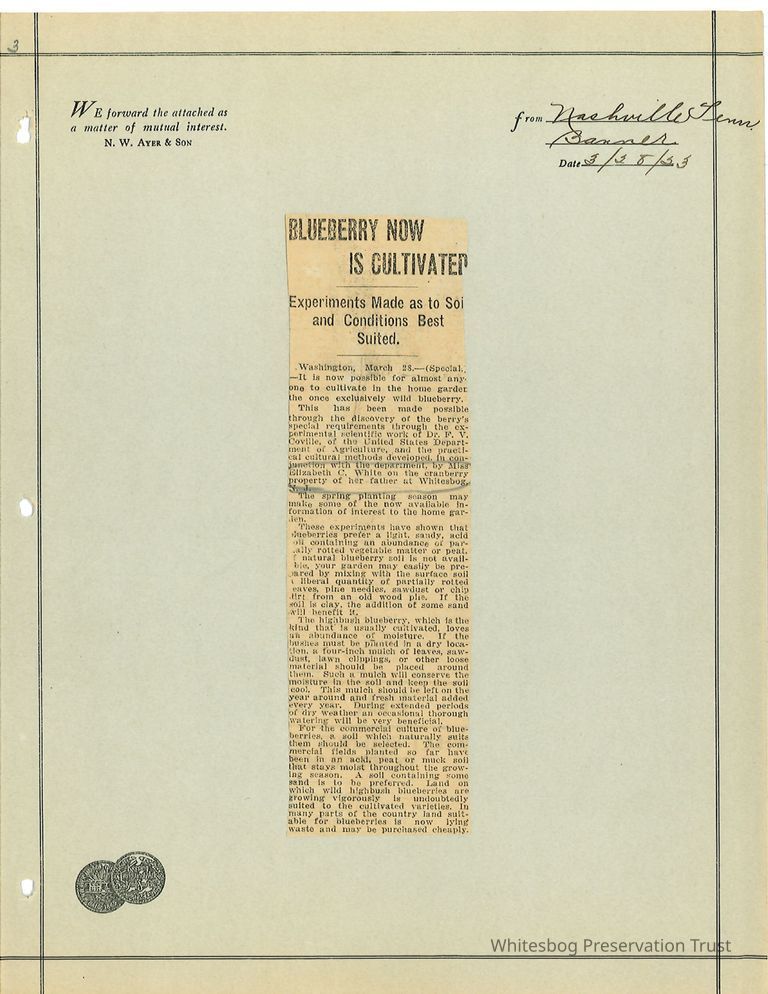 3
WE forward the attached as
a matter of mutual interest.
N. W. AYER & SON
from Nashville Tenn.
Banner
Date 3/28/33
BLUEBERRY NOW
IS CULTIVATED
Experiments Made as to Soi
and Conditions Best
Suited.
Washington, March 28.—(Special.
—It is now possible for almost any-
one to cultivate in the home garden
the once exclusively wild blueberry.
This has been made possible
through the discovery of the berry's
special requirements through the ex-
perimental scientific work of Dr. F. V.
Coville, of the United States Depart-
ment of Agriculture, and the practi-
cal cultural methods developed, in con-
junction with the department, by Miss
Elizabeth C. White on the cranberry
property of her father at Whitesbog,
N. J.
The spring planting season may
make some of the now available in-
formation of interest to the home gar-
den.
These experiments have shown that
blueberries prefer a light, sandy, acid
oil containing an abundance of par-
ially rotted vegetable matter or peat.
f natural blueberry soil is not avail-
ble, your garden may easily be pre-
ared by mixing with the surface soil
liberal quantity of partially rotted
eaves, pine needles, sawdust or chip
dirt from an old wood pile. If the
soil is clay, the addition of some sand
will benefit it.
The highbush blueberry, which is the
kind that is usually cultivated, loves
an abundance of moisture. If the
bushes must be planted in a dry loca-
tion, a four-inch mulch of leaves, saw-
dust, lawn clippings, or other loose
material should be placed around
them. Such a mulch will conserve the
moisture in the soil and keep the soil
cool. This mulch should be left on the
year around and fresh material added
every year. During extended periods
of dry weather an occasional thorough
watering will be very beneficial.
For the commercial culture of blue-
berries, a soil which naturally suits
them should be selected. The com-
mercial fields planted so far have
been in an acid, peat or muck soil
that stays moist throughout the grow-
ing season. A soil containing some
sand is to be preferred. Land on
which wild highbush blueberries are
growing vigorously is undoubtedly
suited to the cultivated varieties. In
many parts of the country land suit-
able for blueberries is now lying
waste and may be purchased cheaply.
Whitesbog Preservation Trust